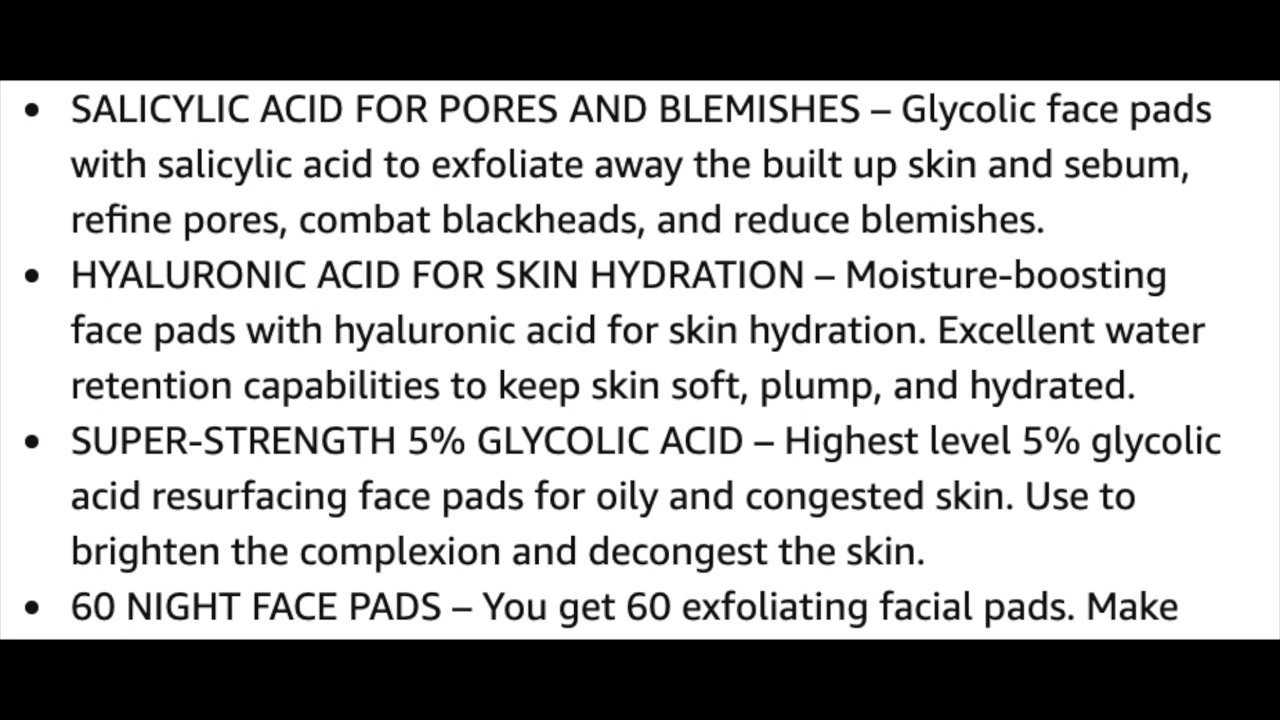 • SALICYLIC ACID FOR PORES AND BLEMISHES – Glycolic face pads
with salicylic acid to exfoliate away the built up skin and sebum,
refine pores, combat blackheads, and reduce blemishes.
• HYALURONIC ACID FOR SKIN HYDRATION – Moisture-boosting
face pads with hyaluronic acid for skin hydration. Excellent water
retention capabilities to keep skin soft, plump, and hydrated.
• SUPER-STRENGTH 5% GLYCOLIC ACID – Highest level 5% glycolic
acid resurfacing face pads for oily and congested skin. Use to
brighten the complexion and decongest the skin.
• 60 NIGHT FACE PADS – You get 60 exfoliating facial pads. Make